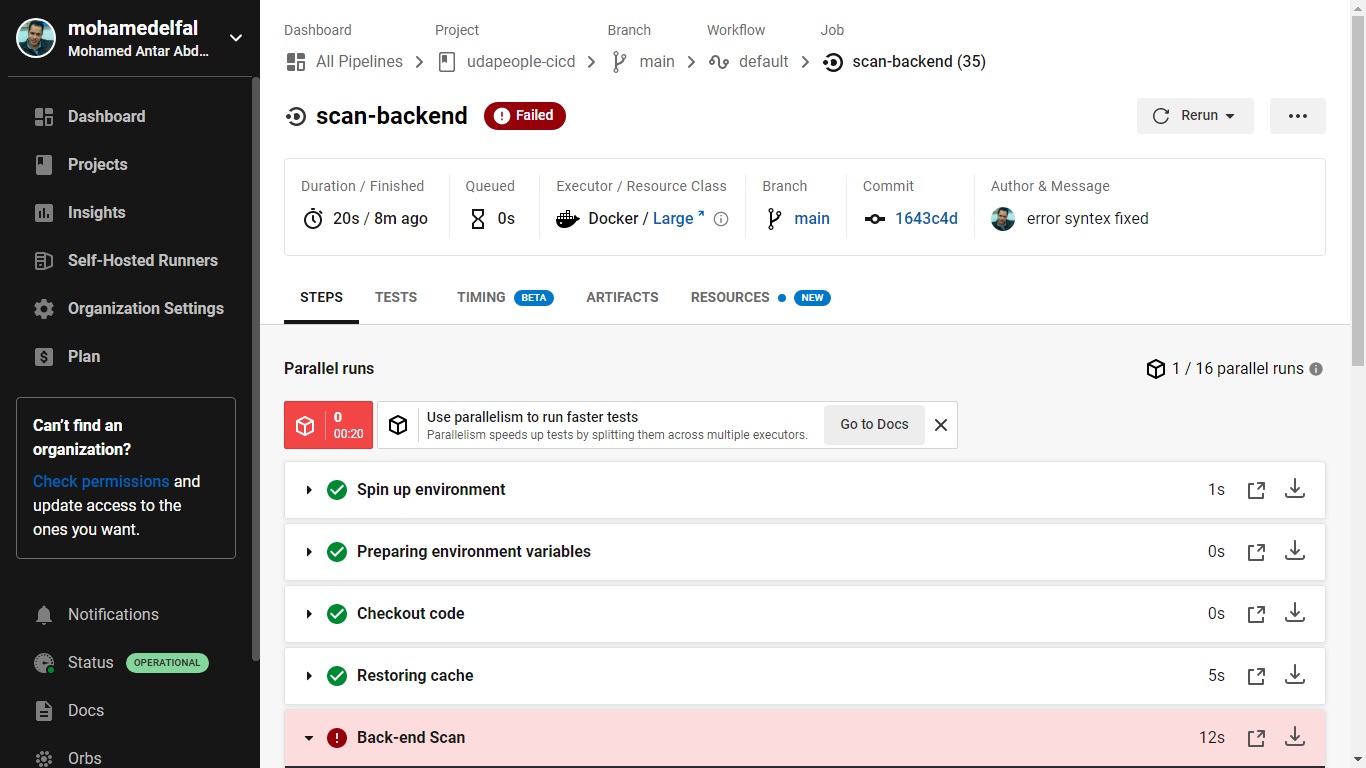 mohamedelfal
Mohamed Antar Abd...
Dashboard
Projects
Insights
Self-Hosted Runners
Organization Settings
$ Plan
Can't find an
organization?
Check permissions and
update access to the
ones you want.
Notifications
Status OPERATIONAL
Docs
Orbs
Dashboard Project Branch Workflow Job
All Pipelines udapeople-cicd main default scan-backend (35)
scan-backend Failed
Rerun
Duration / Finished Queued Executor / Resource Class Branch Commit Author & Message
20s / 8m ago 0s Docker / Large main 1643c4d error syntex fixed
STEPS TESTS TIMING BETA ARTIFACTS RESOURCES NEW
Parallel runs 1 / 16 parallel runs
0
00:20
Use parallelism to run faster tests
Parallelism speeds up tests by splitting them across multiple executors.
Go to Docs
Spin up environment 1s
Preparing environment variables 0s
Checkout code 0s
Restoring cache 5s
Back-end Scan 12s